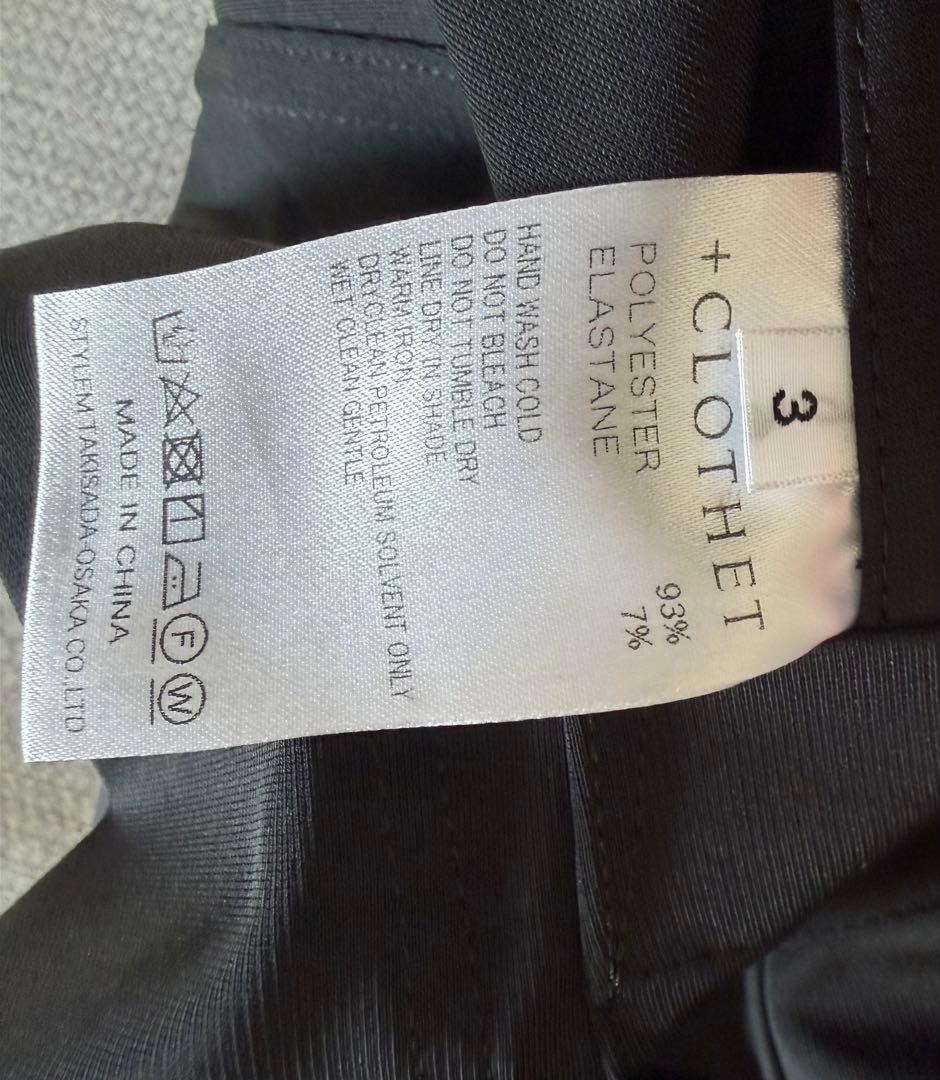 3
+CLOTHET
POLYESTER 93%
ELASTANE 7%
HAND WASH COLD
DO NOT BLEACH
DO NOT TUMBLE DRY
LINE DRY IN SHADE
WARM IRON
DRYCLEAN PETROLEUM SOLVENT ONLY
WET CLEAN GENTLE
F W
MADE IN CHINA
STYLEM TAKISADA-OSAKA CO.,LTD